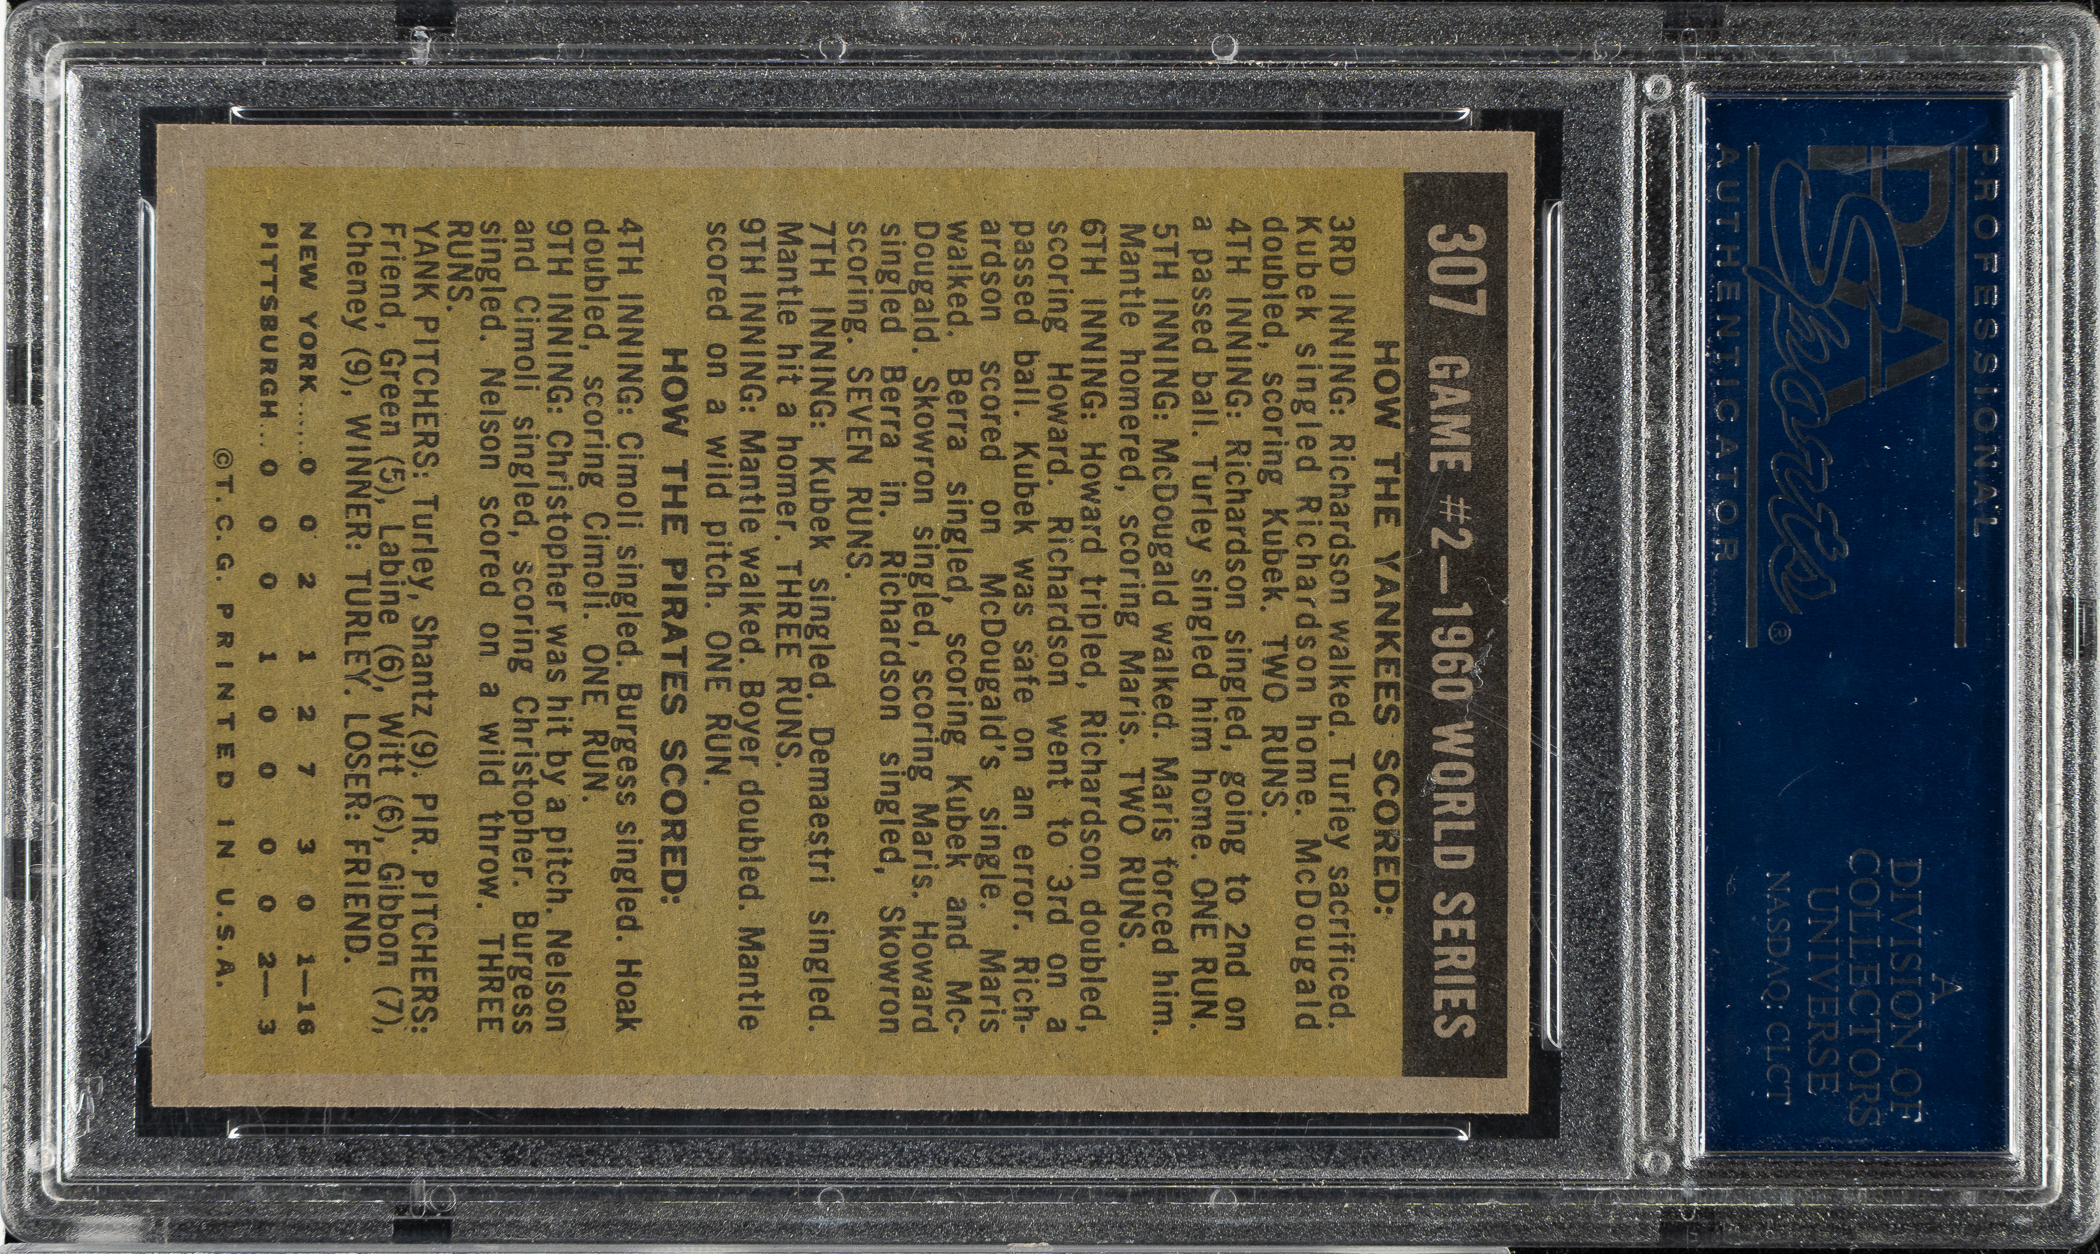 PROFESSIONAL
PSA
Sports
AUTHENTICATOR
A
DIVISION OF
COLLECTORS
UNIVERSE
NASDAQ: CLCT
307 GAME #2—1960 WORLD SERIES
HOW THE YANKEES SCORED:
3RD INNING: Richardson walked. Turley sacrificed.
Kubek singled Richardson home. McDougald
doubled, scoring Kubek. TWO RUNS.
4TH INNING: Richardson singled, going to 2nd on
a passed ball. Turley singled him home. ONE RUN.
5TH INNING: McDougald walked. Maris forced him.
Mantle homered, scoring Maris. TWO RUNS.
6TH INNING: Howard tripled, Richardson doubled,
scoring Howard. Richardson went to 3rd on a
passed ball. Kubek was safe on an error. Rich-
ardson scored on McDougald's single. Maris
walked. Berra singled, scoring Kubek and Mc-
Dougald. Skowron singled, scoring Maris. Howard
singled Berra in. Richardson singled, Skowron
scoring. SEVEN RUNS.
7TH INNING: Kubek singled. Demaestri singled.
Mantle hit a homer. THREE RUNS.
9TH INNING: Mantle walked. Boyer doubled. Mantle
scored on a wild pitch. ONE RUN.
HOW THE PIRATES SCORED:
4TH INNING: Cimoli singled. Burgess singled. Hoak
doubled, scoring Cimoli. ONE RUN.
9TH INNING: Christopher was hit by a pitch. Nelson
and Cimoli singled, scoring Christopher. Burgess
singled. Nelson scored on a wild throw. THREE
RUNS.
YANK PITCHERS: Turley, Shantz (9). PIR. PITCHERS:
Friend, Green (5), Labine (6), Witt (6), Gibbon (7),
Cheney (9), WINNER: TURLEY. LOSER: FRIEND.
NEW YORK ......0 0 2 1 2 7 3 0 1—16
PITTSBURGH... 0 0 0 1 0 0 0 0 2— 3
©T.C.G. PRINTED IN U.S.A.